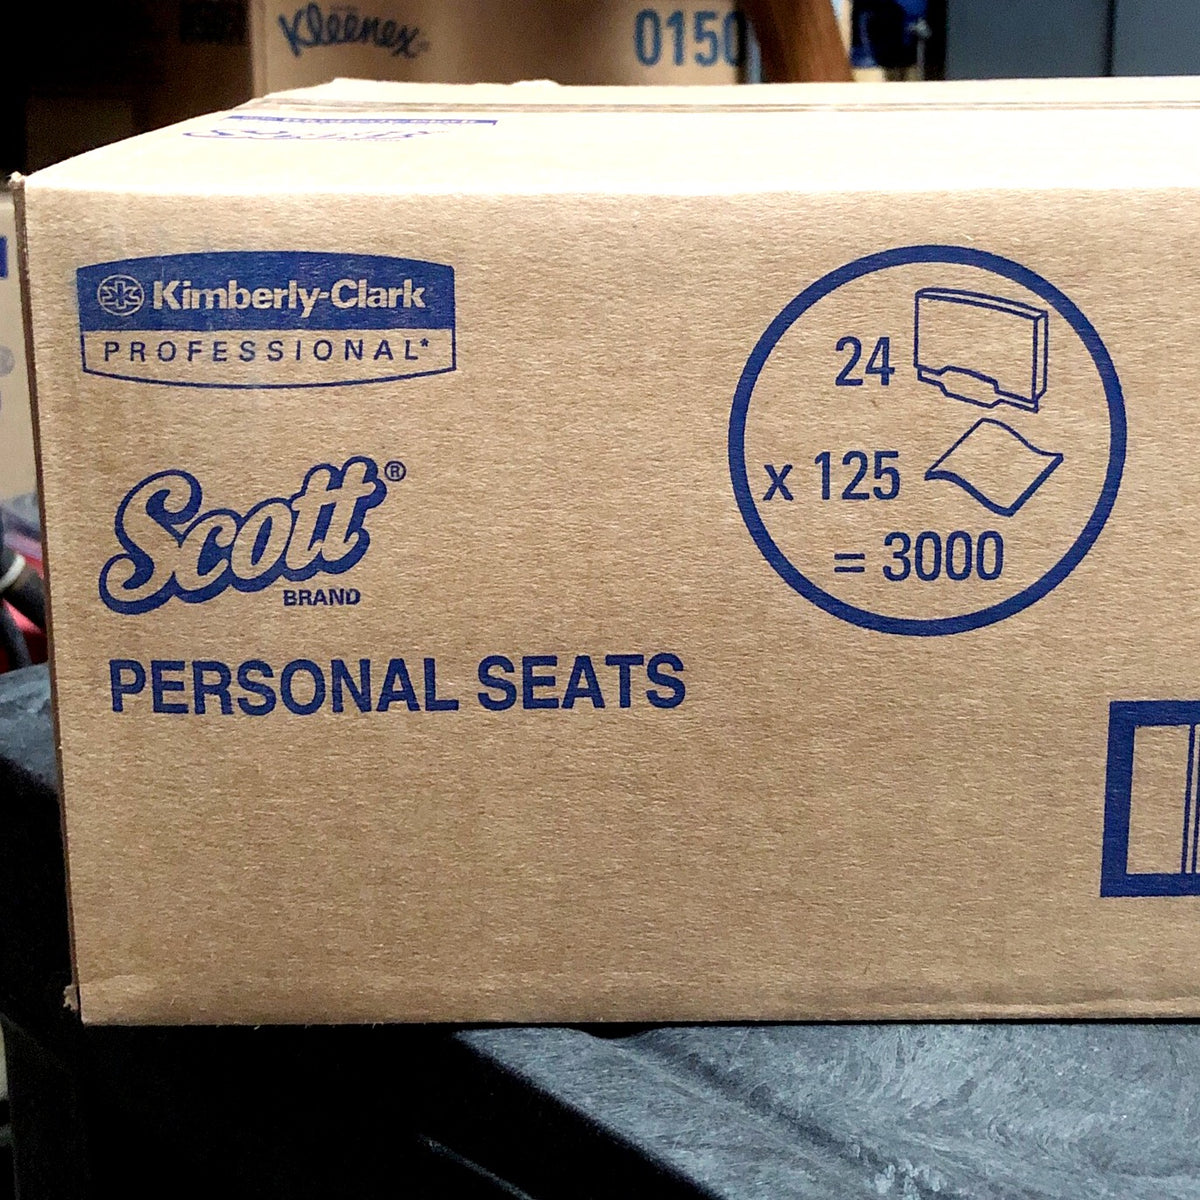 Kleenex
0150
Kimberly-Clark
PROFESSIONAL*
Scott®
BRAND
PERSONAL SEATS
24
x 125
= 3000